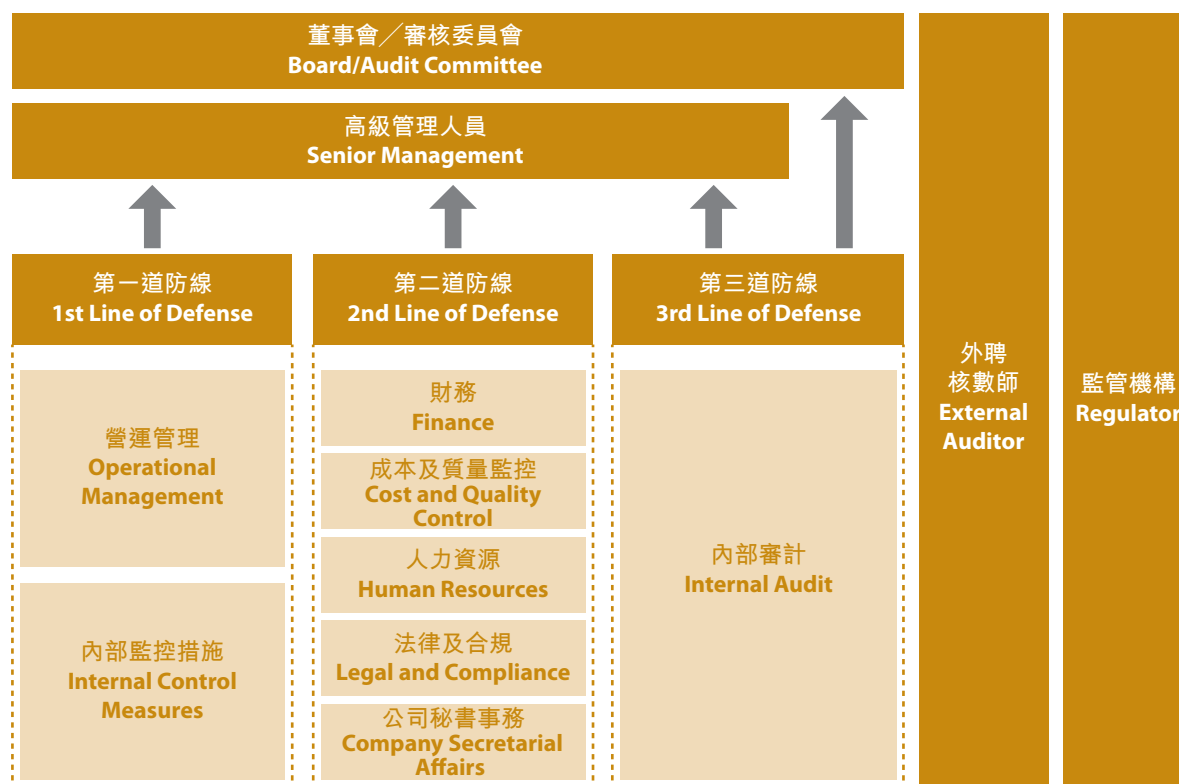 董事會╱審核委員會
Board/Audit Committee
高級管理人員
Senior Management
第一道防線
1st Line of Defense
第二道防線
2nd Line of Defense
第三道防線
3rd Line of Defense
營運管理
Operational
Management
內部監控措施
Internal Control
Measures
財務
Finance
成本及質量監控
Cost and Quality
Control
人力資源
Human Resources
法律及合規
Legal and Compliance
公司秘書事務
Company Secretarial
Affairs
內部審計
Internal Audit
外聘
核數師
External
Auditor
監管機構
Regulator